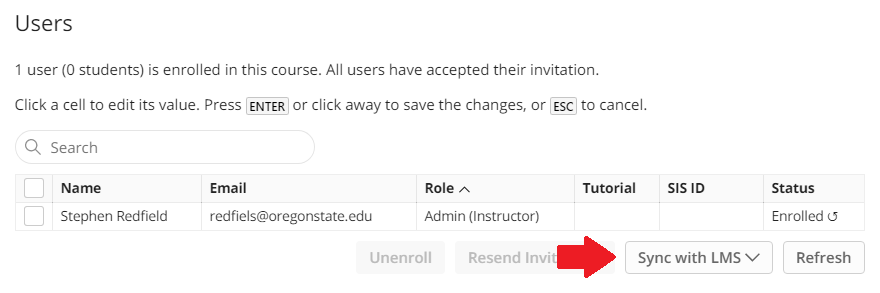 Users
1 user (0 students) is enrolled in this course. All users have accepted their invitation.
Click a cell to edit its value. Press ENTER or click away to save the changes, or ESC to cancel.
Search
Name Email Role Tutorial SIS ID Status
Stephen Redfield redfiels@oregonstate.edu Admin (Instructor) Enrolled ↺
Unenroll Resend Sync with LMS Refresh